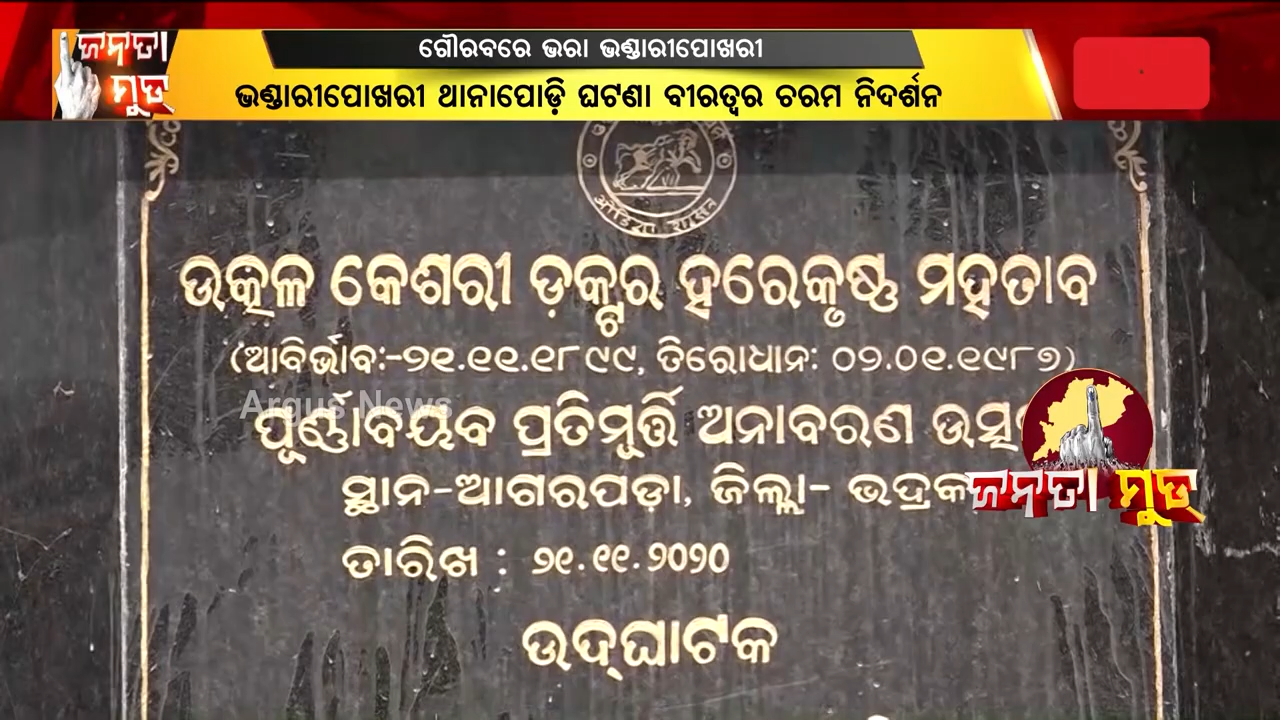 ଜନତା ମୁଡ୍
ଗୌରବରେ ଭରା ଭଣ୍ଡାରୀପୋଖରୀ
ଭଣ୍ଡାରୀପୋଖରୀ ଥାନାପୋଡ଼ି ଘଟଣା ବୀରତ୍ୱର ଚରମ ନିଦର୍ଶନ
ଓଡିଶା ଶାସନ
ଉତ୍କଳ କେଶରୀ ଡ଼କ୍ଟର ହରେକୃଷ୍ଣ ମହତାବ
(ଆବିର୍ଭାବ:-୨୧.୧୧.୧୮୯୯, ତିରୋଧାନ: ୦୨.୦୧.୧୯୮୭)
Argus News
ପୂର୍ଣ୍ଣାବୟବ ପ୍ରତିମୂର୍ତ୍ତି ଅନାବରଣ
ସ୍ଥାନ-ଆଗରପଡ଼ା, ଜିଲ୍ଲା- ଭଦ୍ରକ
ଜନତା ମୁଡ୍
ତାରିଖ : ୨୧.୧୧.୨୦୨୦
ଉଦ୍‌ଘାଟକ